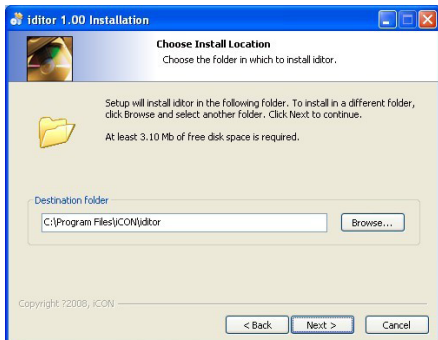 iditor 1.00 Installation
Choose Install Location
Choose the folder in which to install iditor.
Setup will install iditor in the following folder. To install in a different folder,
click Browse and select another folder. Click Next to continue.
At least 3.10 Mb of free disk space is required.
Destination folder
C:\Program Files\iCON\iditor
Browse...
Copyright ?2008, iCON
< Back
Next >
Cancel